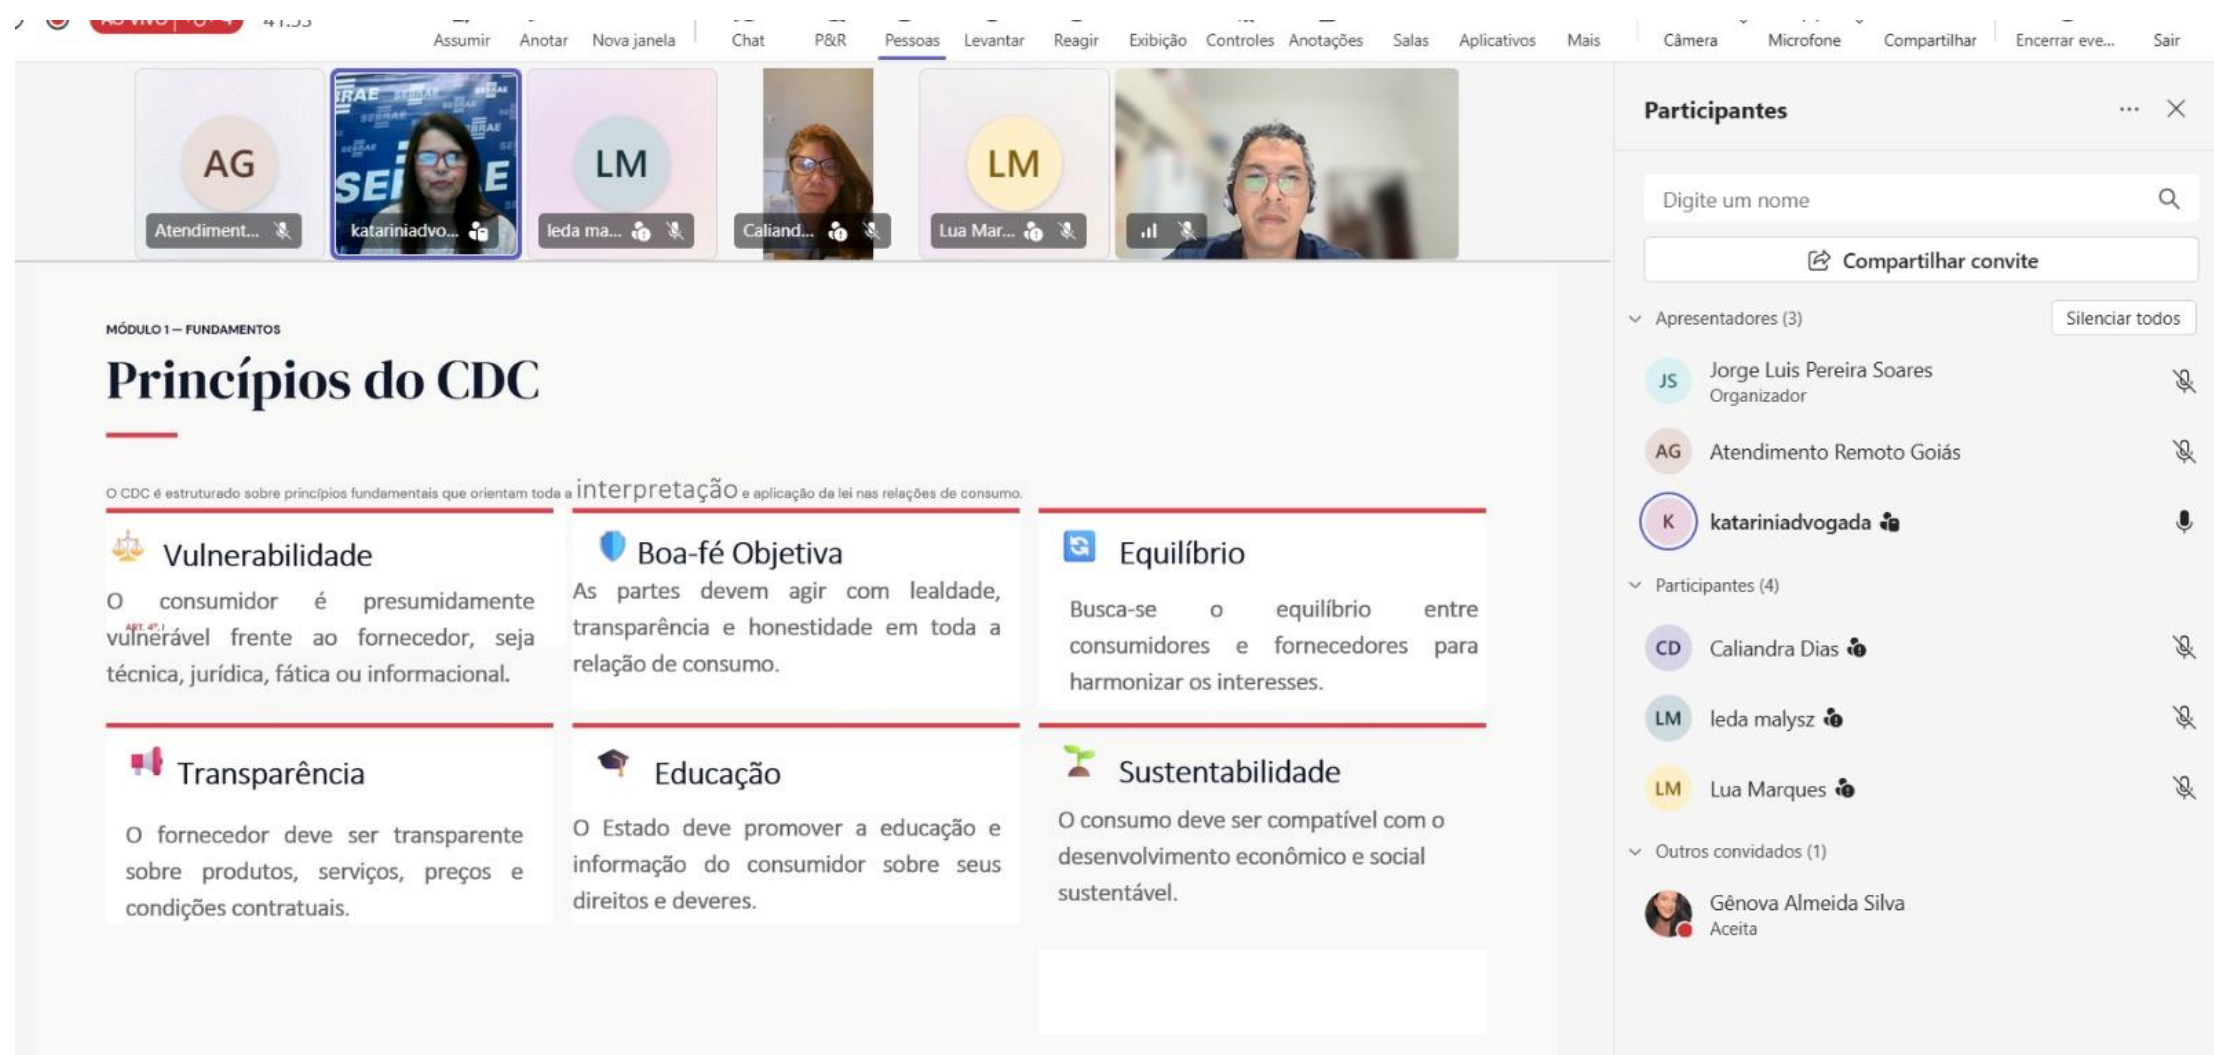 Assumir Anotar Nova janela Chat P&R Pessoas Levantar Reagir Exibição Controles Anotações Salas Aplicativos Mais Câmera Microfone Compartilhar Encerrar eve... Sair
AG
Atendiment...
SEBRAE
katariniadvo...
LM
leda ma...
Caliand...
LM
Lua Mar...
MÓDULO 1 — FUNDAMENTOS
Princípios do CDC
O CDC é estruturado sobre princípios fundamentais que orientam toda a interpretação e aplicação da lei nas relações de consumo.
Vulnerabilidade
O consumidor é presumidamente
ART. 4º, I
vulnerável frente ao fornecedor, seja
técnica, jurídica, fática ou informacional.
Boa-fé Objetiva
As partes devem agir com lealdade,
transparência e honestidade em toda a
relação de consumo.
Equilíbrio
Busca-se o equilíbrio entre
consumidores e fornecedores para
harmonizar os interesses.
Transparência
O fornecedor deve ser transparente
sobre produtos, serviços, preços e
condições contratuais.
Educação
O Estado deve promover a educação e
informação do consumidor sobre seus
direitos e deveres.
Sustentabilidade
O consumo deve ser compatível com o
desenvolvimento econômico e social
sustentável.
Participantes
Digite um nome
Compartilhar convite
Apresentadores (3) Silenciar todos
JS Jorge Luis Pereira Soares
Organizador
AG Atendimento Remoto Goiás
K katariniadvogada
Participantes (4)
CD Caliandra Dias
LM leda malysz
LM Lua Marques
Outros convidados (1)
Gênova Almeida Silva
Aceita